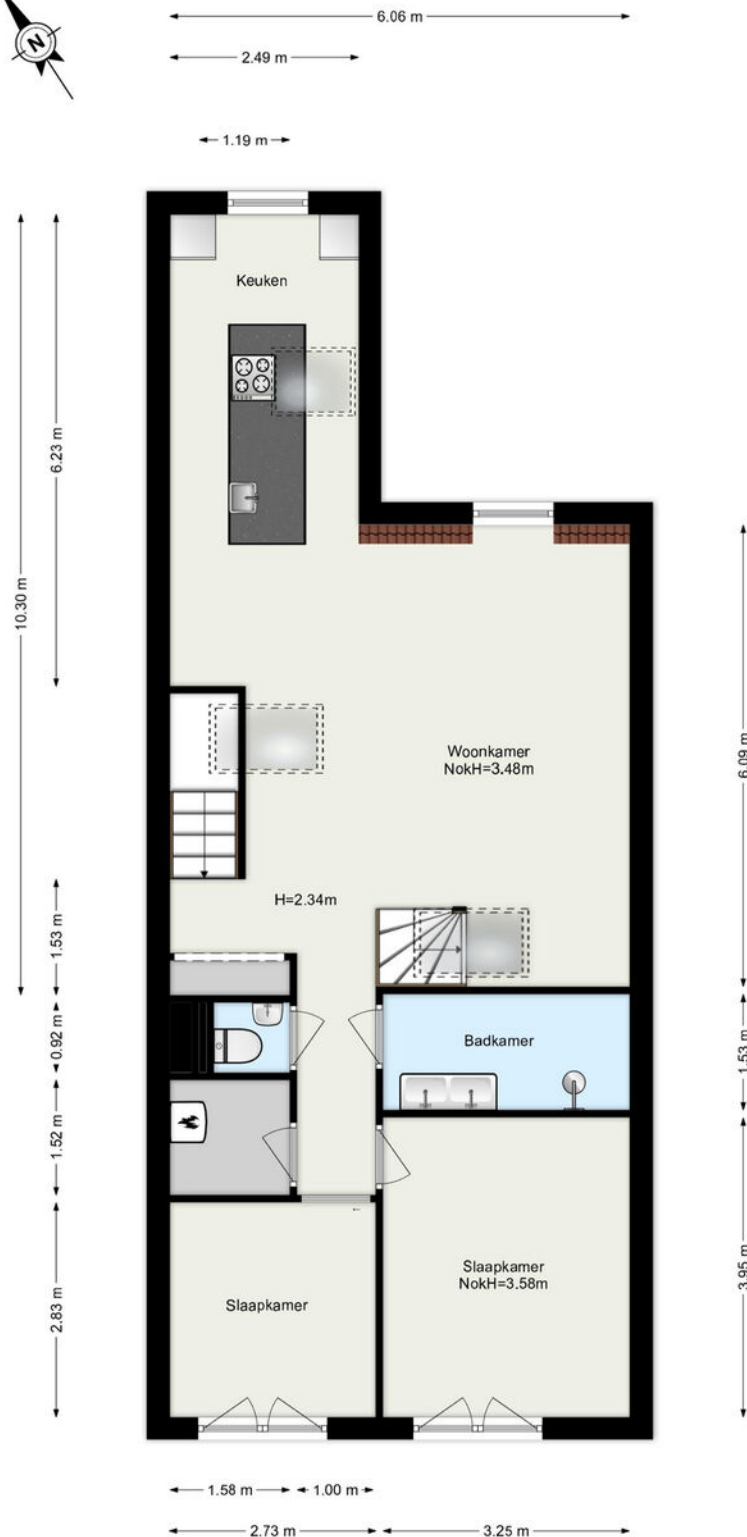 6.06 m
N
2.49 m
1.19 m
Keuken
6.23 m
10.30 m
Woonkamer
NokH=3.48m
6.09 m
H=2.34m
1.53 m
0.92 m
Badkamer
1.53 m
1.52 m
Slaapkamer
NokH=3.58m
3.95 m
Slaapkamer
2.83 m
1.58 m
1.00 m
2.73 m
3.25 m